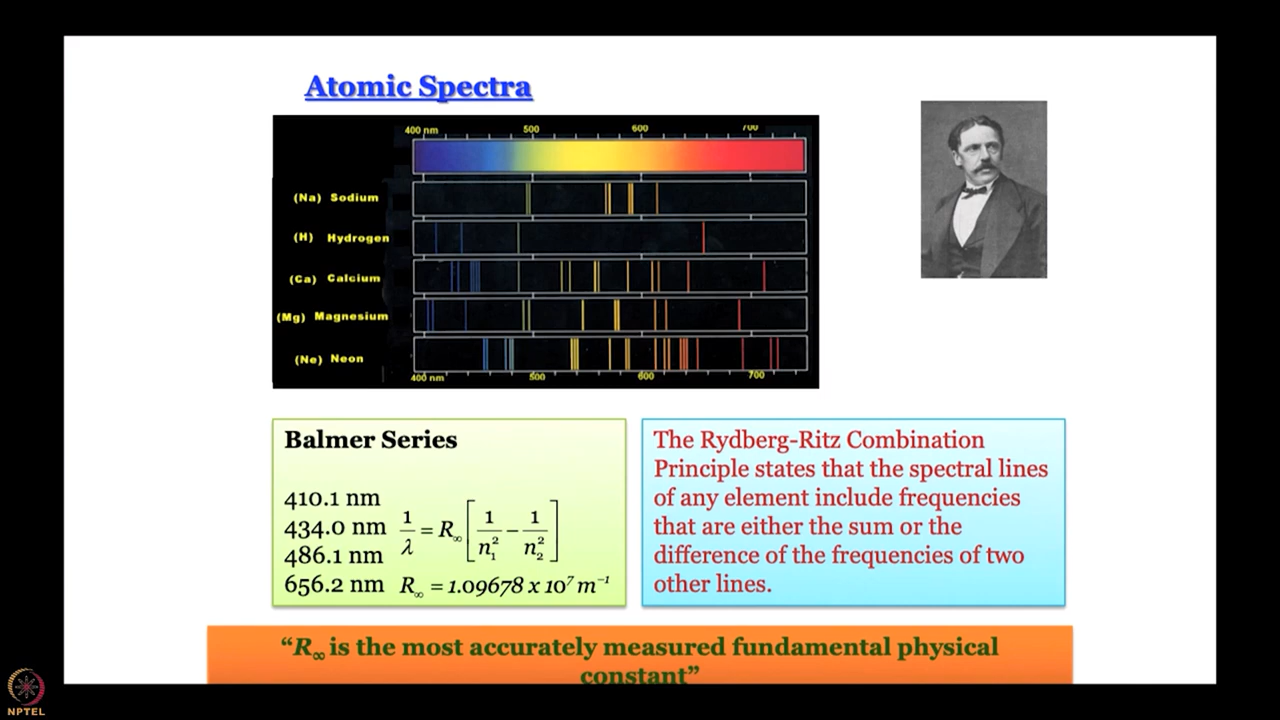 Atomic Spectra
400 nm 500 600 700
(Na) Sodium
(H) Hydrogen
(Ca) Calcium
(Mg) Magnesium
(Ne) Neon
400 nm 500 600 700
Balmer Series
410.1 nm
434.0 nm
486.1 nm
656.2 nm
1/λ = R∞ [1/n₁² − 1/n₂²]
R∞ = 1.09678 x 10⁷ m⁻¹
The Rydberg-Ritz Combination
Principle states that the spectral lines
of any element include frequencies
that are either the sum or the
difference of the frequencies of two
other lines.
“R∞ is the most accurately measured fundamental physical
constant”
NPTEL